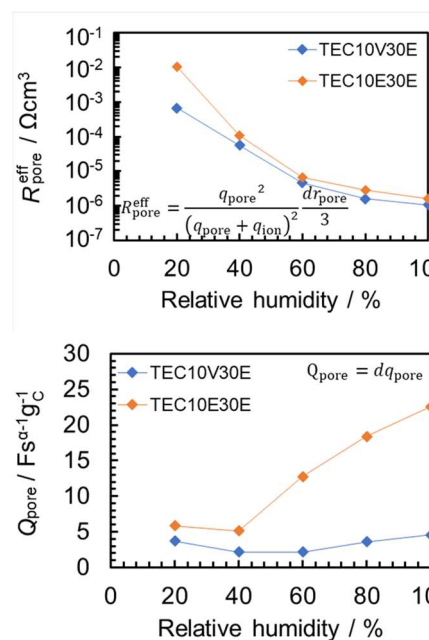 10⁻¹
10⁻²
10⁻³
10⁻⁴
10⁻⁵
10⁻⁶
10⁻⁷
R_pore^eff / Ωcm³
TEC10V30E
TEC10E30E
R_pore^eff = q_pore² / (q_pore + q_ion)² dr_pore / 3
0 20 40 60 80 100
Relative humidity / %
30
25
20
15
10
5
0
Q_pore / Fs^α-1 g_C^-1
TEC10V30E
TEC10E30E
Q_pore = dq_pore
0 20 40 60 80 100
Relative humidity / %